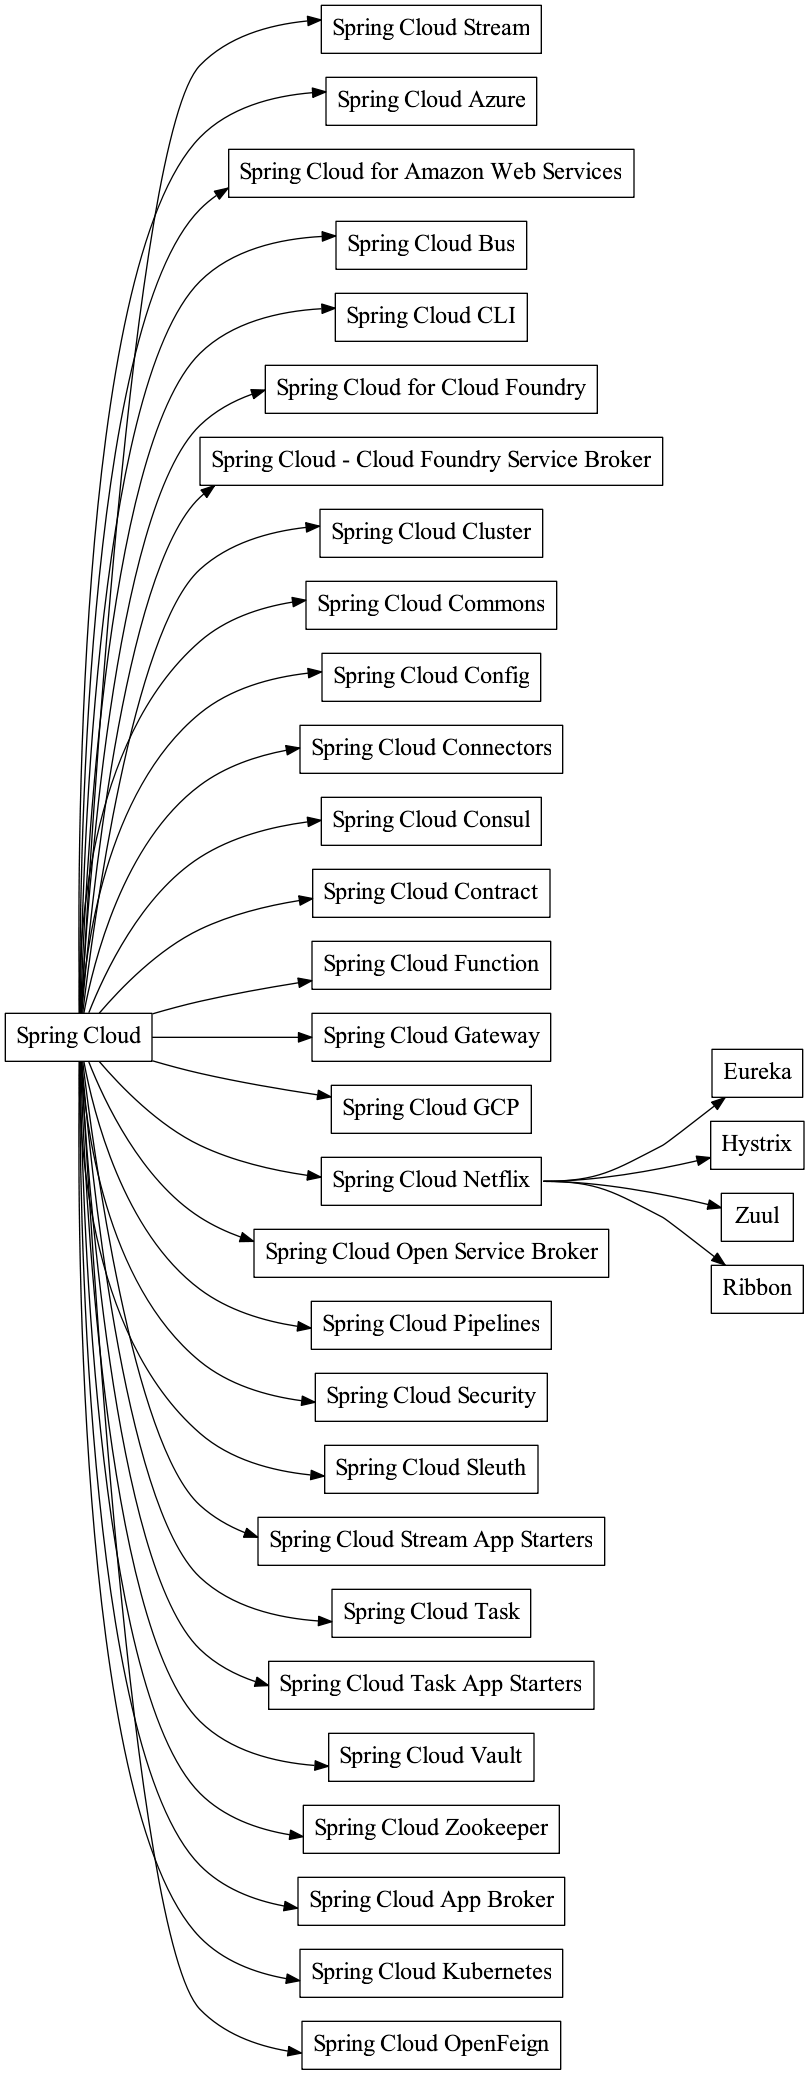 Spring Cloud Stream
Spring Cloud Azure
Spring Cloud for Amazon Web Services
Spring Cloud Bus
Spring Cloud CLI
Spring Cloud for Cloud Foundry
Spring Cloud - Cloud Foundry Service Broker
Spring Cloud Cluster
Spring Cloud Commons
Spring Cloud Config
Spring Cloud Connectors
Spring Cloud Consul
Spring Cloud Contract
Spring Cloud Function
Spring Cloud
Spring Cloud Gateway
Spring Cloud GCP
Spring Cloud Netflix
Eureka
Hystrix
Zuul
Ribbon
Spring Cloud Open Service Broker
Spring Cloud Pipelines
Spring Cloud Security
Spring Cloud Sleuth
Spring Cloud Stream App Starters
Spring Cloud Task
Spring Cloud Task App Starters
Spring Cloud Vault
Spring Cloud Zookeeper
Spring Cloud App Broker
Spring Cloud Kubernetes
Spring Cloud OpenFeign